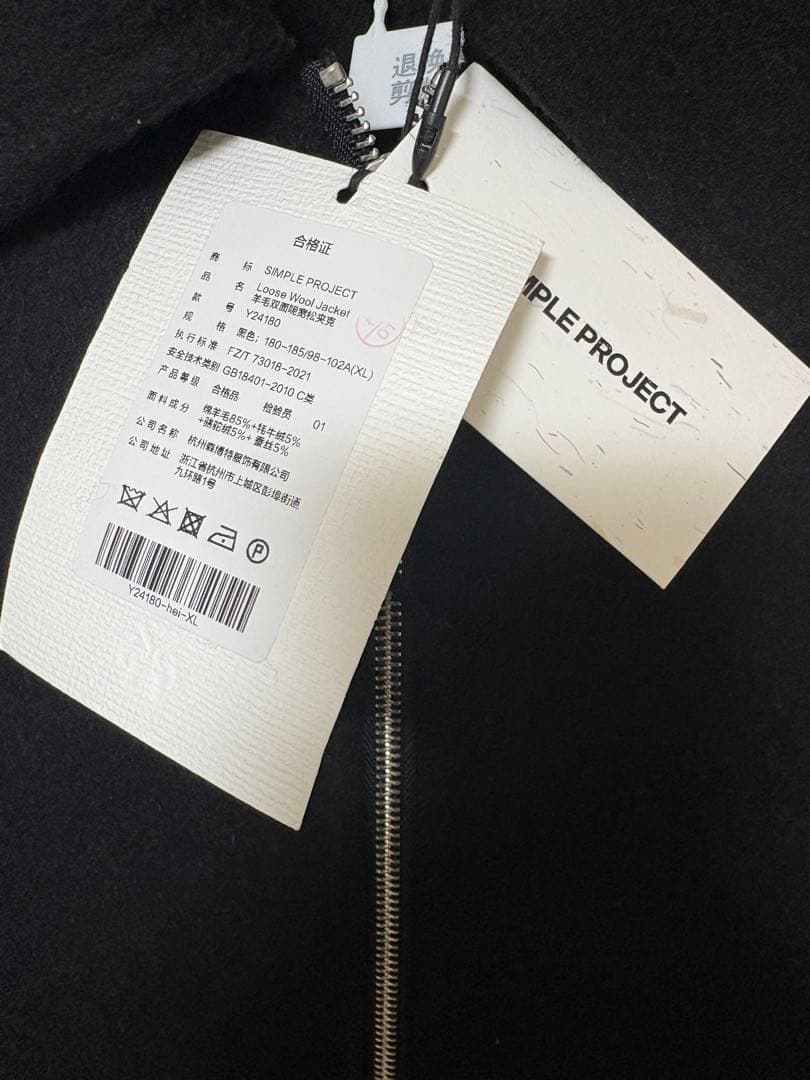 退换
剪
合格证
商 标 SIMPLE PROJECT
品 名 Loose Wool Jacket
羊毛双面呢宽松夹克
款 号 Y24180
规 格 黑色；180-185/98-102A(XL)
执行标准 FZ/T 73018-2021
安全技术类别 GB18401-2010 C类
产品等级 合格品 检验员 01
面料成分 绵羊毛85%+牦牛绒5%
+骆驼绒5%+蚕丝5%
公司名称 杭州森博特服饰有限公司
公司地址 浙江省杭州市上城区彭埠街道
九环路1号
P
Y24180-hei-XL
MPLE PROJECT